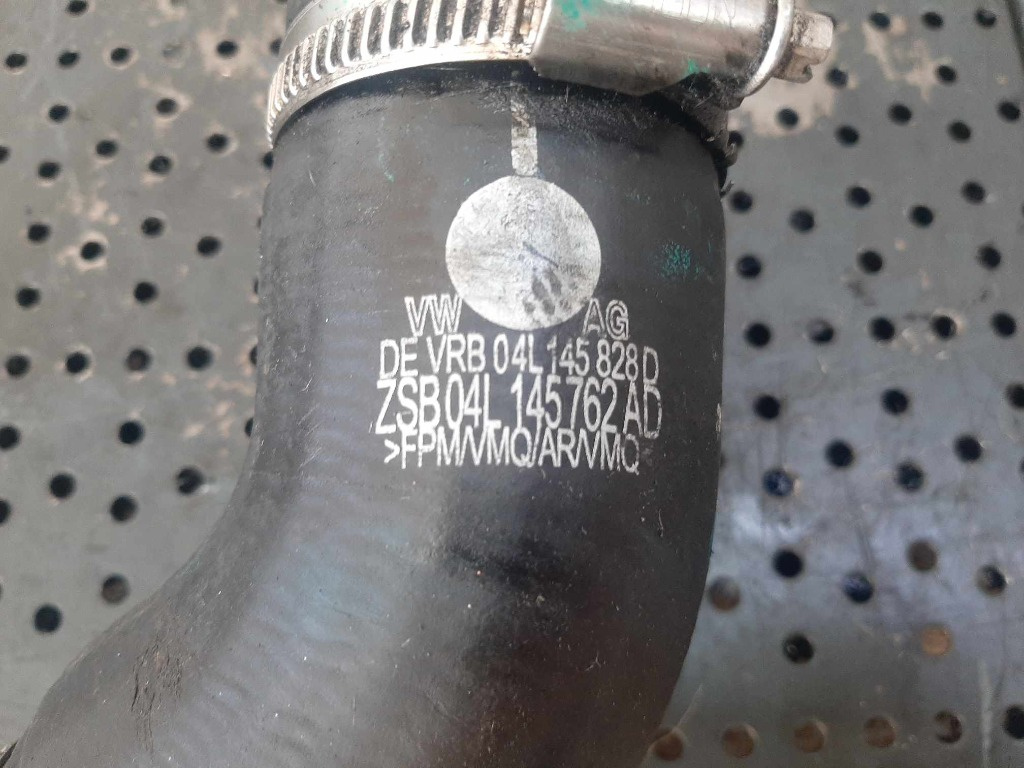 VW AG
DE VRB 04L 145 828 D
ZSB 04L 145 762 AD
>FPM/VMQ/AR/VMQ